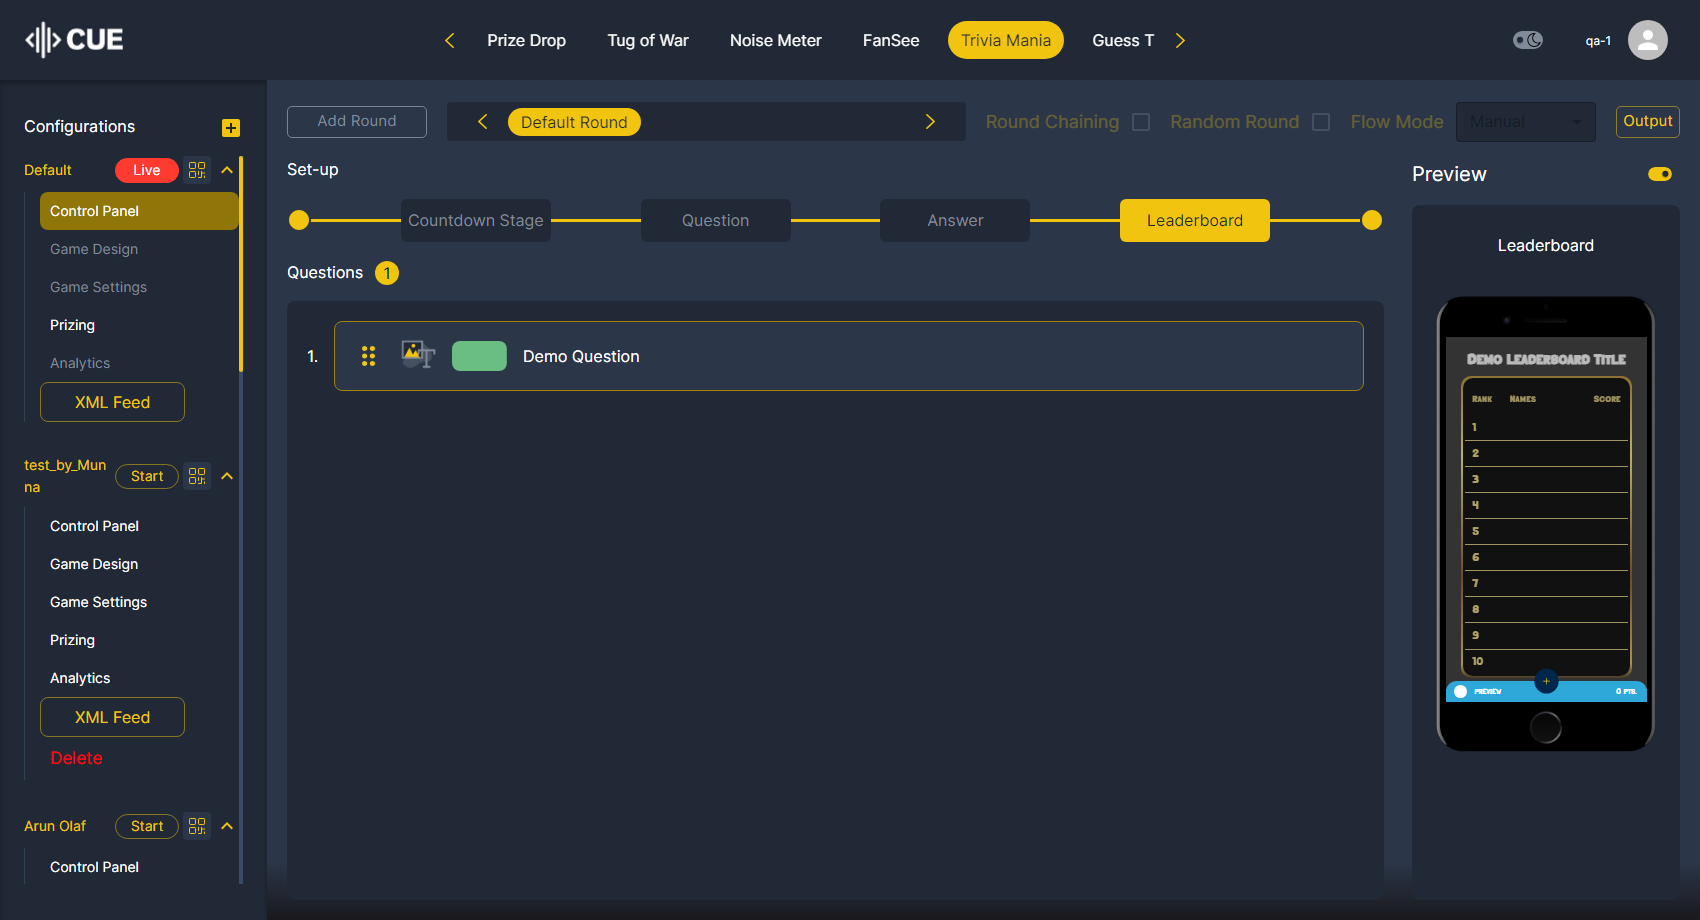 CUE
Prize Drop
Tug of War
Noise Meter
FanSee
Trivia Mania
Guess T
qa-1
Configurations
Default
Live
Control Panel
Game Design
Game Settings
Prizing
Analytics
XML Feed
test_by_Mun
na
Start
Control Panel
Game Design
Game Settings
Prizing
Analytics
XML Feed
Delete
Arun Olaf
Start
Control Panel
Add Round
Default Round
Round Chaining
Random Round
Flow Mode
Manual
Output
Set-up
Countdown Stage
Question
Answer
Leaderboard
Questions 1
1. Demo Question
Preview
Leaderboard
Demo Leaderboard Title
Rank Names Score
1
2
3
4
5
6
7
8
9
10
PREVIEW
0 PTS.